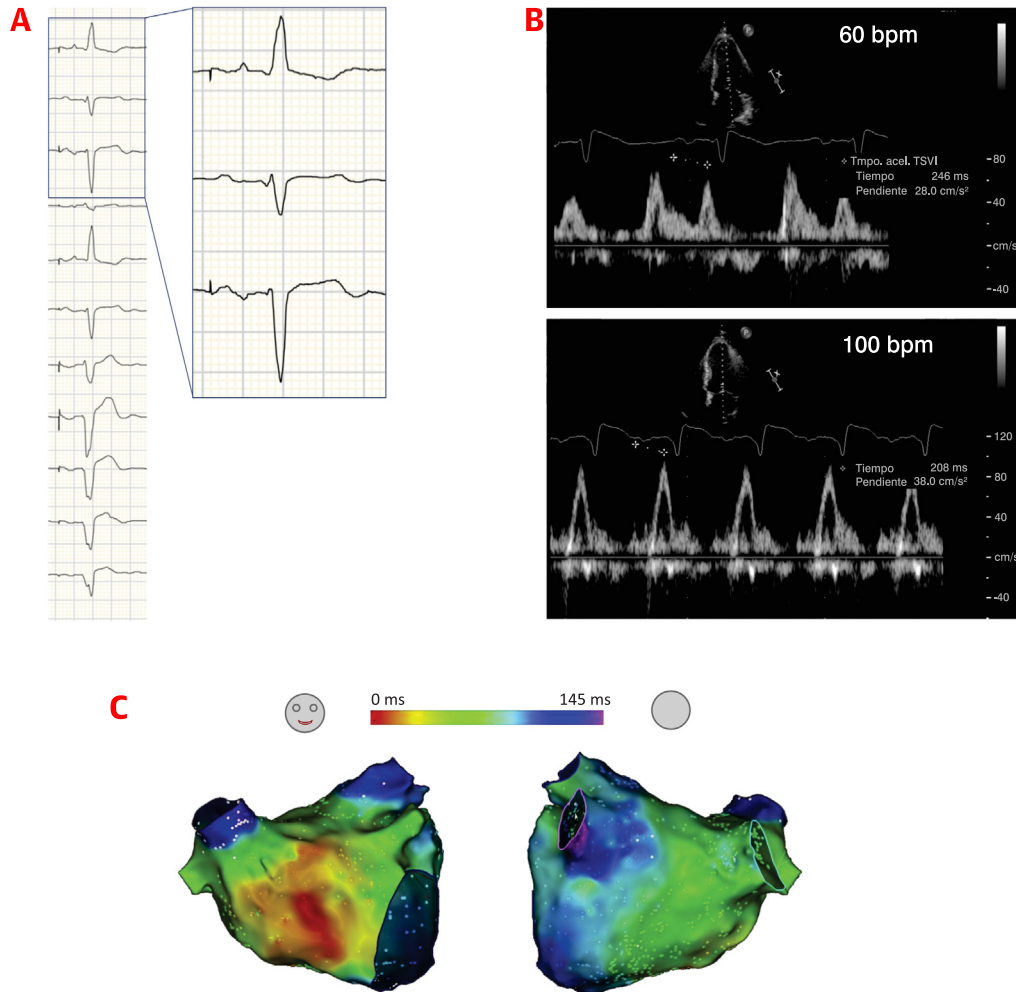 A
B
60 bpm
80
Tmpo. acel. TSVI
Tiempo 246 ms
Pendiente 28.0 cm/s²
40
cm/s
-40
100 bpm
120
Tiempo 208 ms
Pendiente 38.0 cm/s²
80
40
cm/s
-40
C
0 ms
145 ms